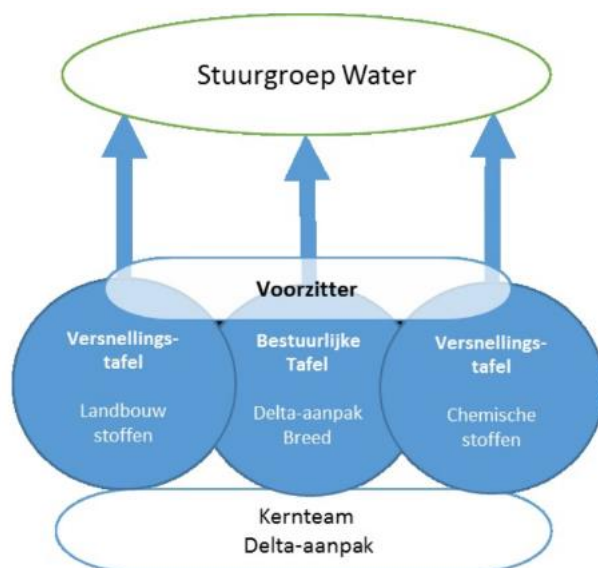 Stuurgroep Water
Voorzitter
Versnellings-
tafel
Landbouw
stoffen
Bestuurlijke
Tafel
Delta-aanpak
Breed
Versnellings-
tafel
Chemische
stoffen
Kernteam
Delta-aanpak